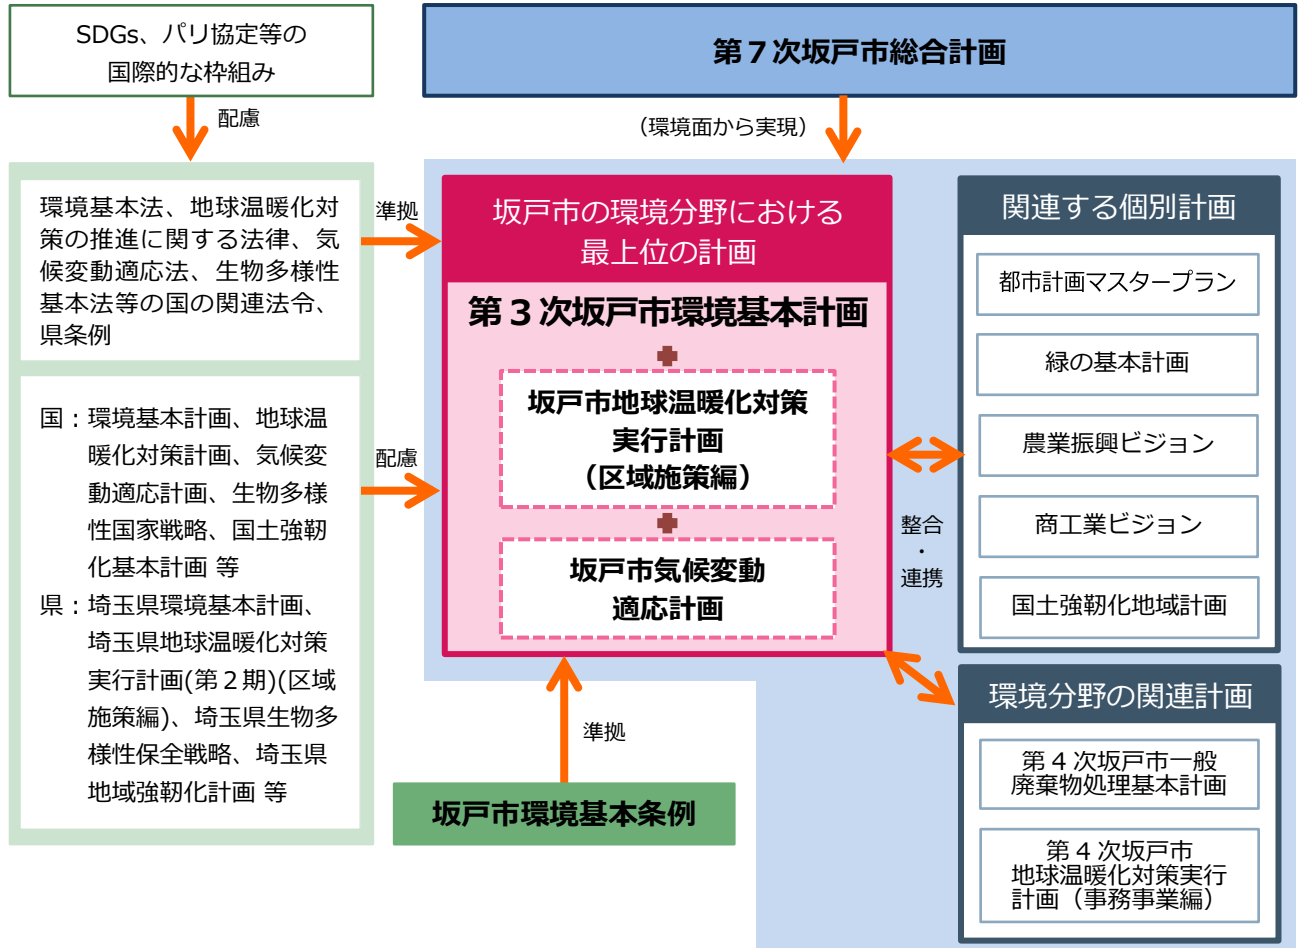 SDGs、パリ協定等の
国際的な枠組み
配慮
第７次坂戸市総合計画
（環境面から実現）
環境基本法、地球温暖化対
策の推進に関する法律、気
候変動適応法、生物多様性
基本法等の国の関連法令、
県条例
準拠
国：環境基本計画、地球温
暖化対策計画、気候変
動適応計画、生物多様
性国家戦略、国土強靭
化基本計画 等
県：埼玉県環境基本計画、
埼玉県地球温暖化対策
実行計画(第２期)(区域
施策編)、埼玉県生物多
様性保全戦略、埼玉県
地域強靭化計画 等
配慮
坂戸市の環境分野における
最上位の計画
第３次坂戸市環境基本計画
坂戸市地球温暖化対策
実行計画
（区域施策編）
坂戸市気候変動
適応計画
準拠
坂戸市環境基本条例
整合
・
連携
関連する個別計画
都市計画マスタープラン
緑の基本計画
農業振興ビジョン
商工業ビジョン
国土強靭化地域計画
環境分野の関連計画
第４次坂戸市一般
廃棄物処理基本計画
第４次坂戸市
地球温暖化対策実行
計画（事務事業編）